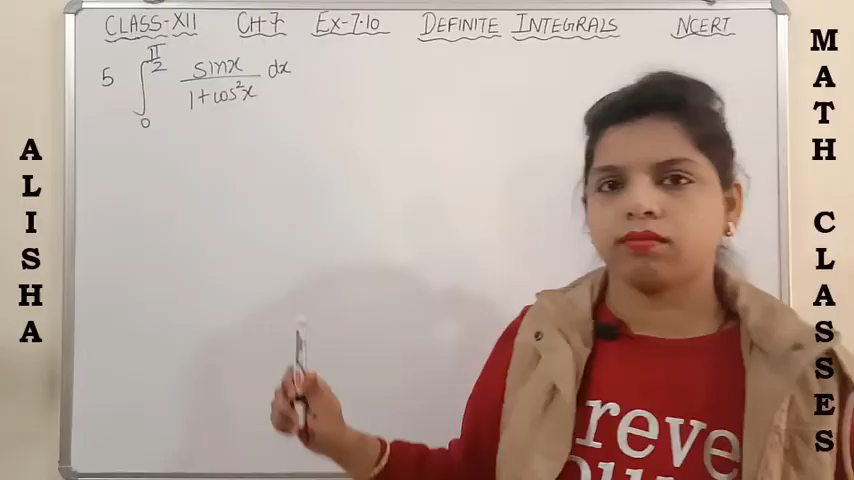 CLASS-XII CH-7 EX-7.10 DEFINITE INTEGRALS NCERT
5 ∫₀^(π/2) sinx / (1+cos²x) dx
ALISHA
MATH CLASSES
reve